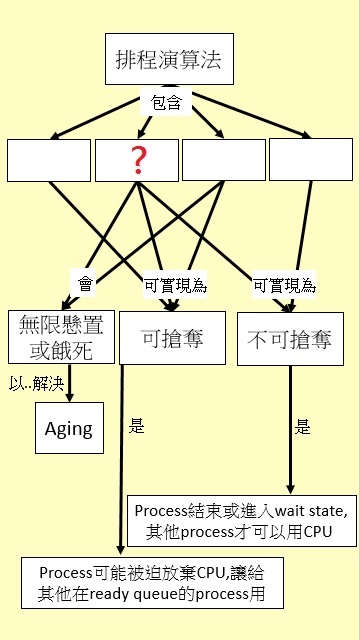 排程演算法
包含
?
會
可實現為
可實現為
無限懸置
或餓死
可搶奪
不可搶奪
以..解決
Aging
是
是
Process結束或進入wait state,
其他process才可以用CPU
Process可能被迫放棄CPU,讓給
其他在ready queue的process用